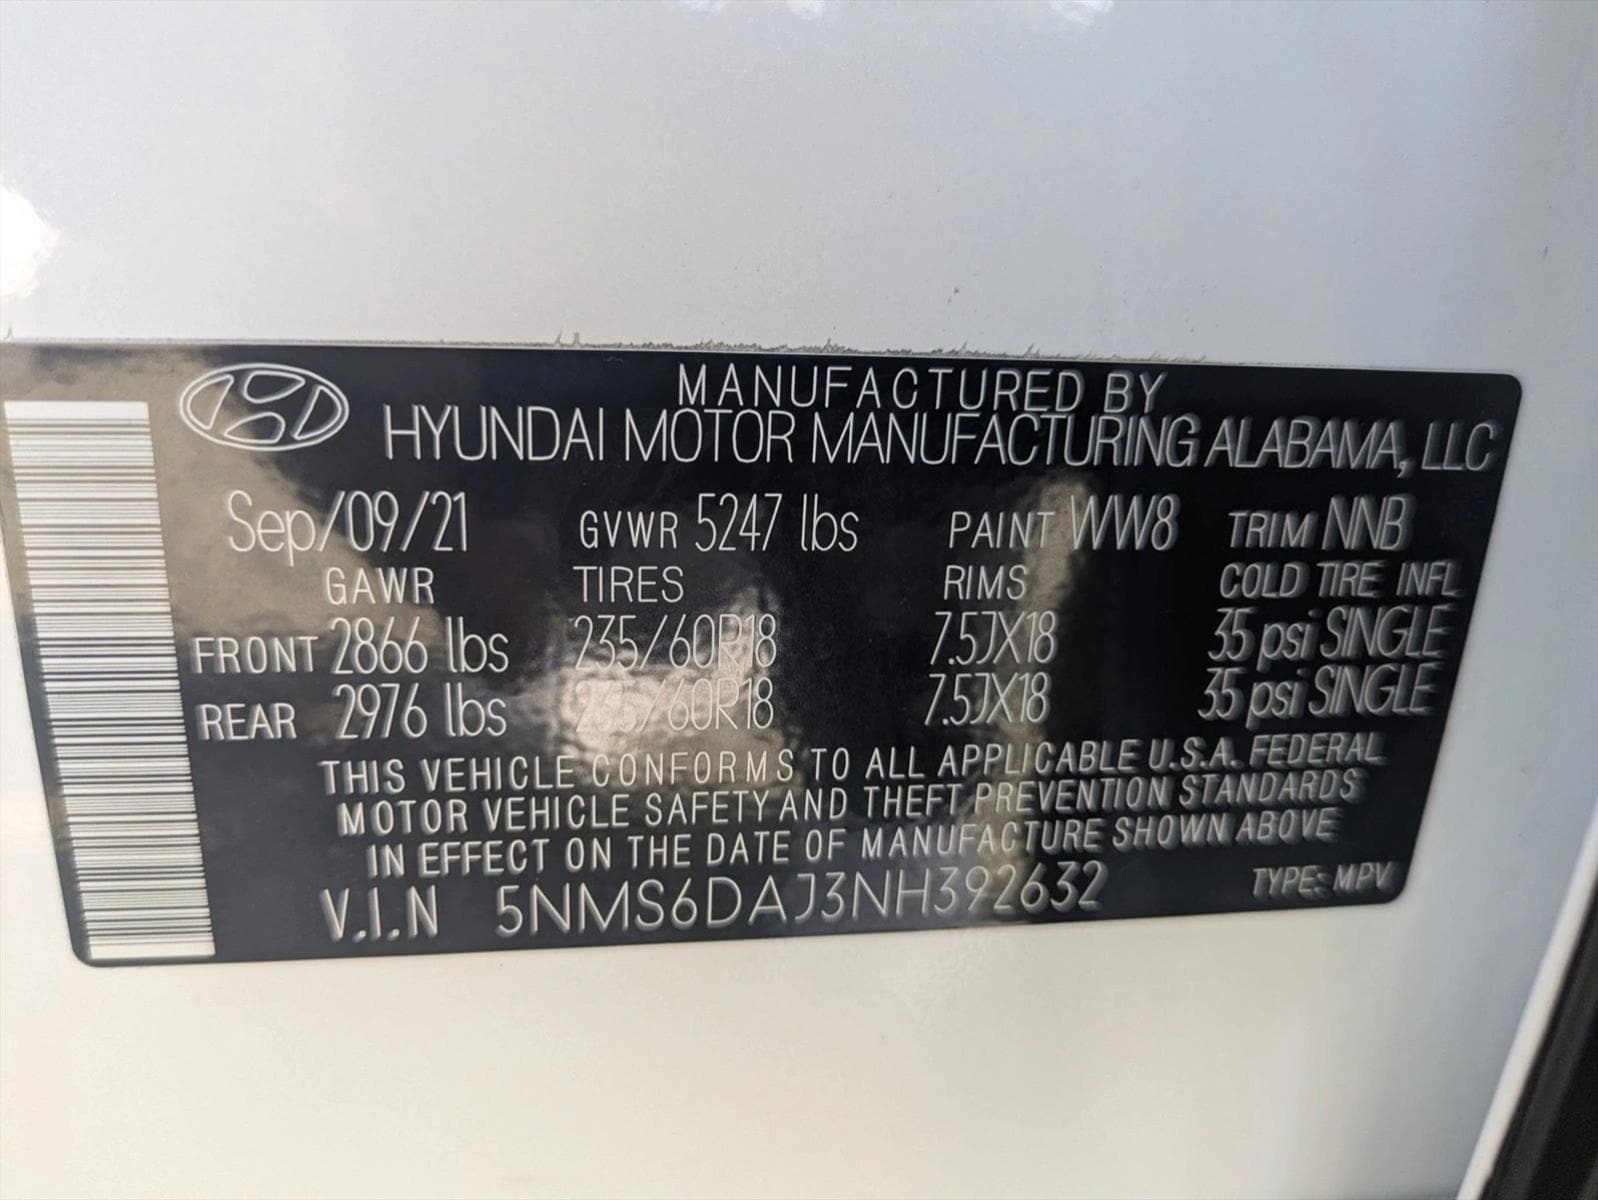 MANUFACTURED BY
HYUNDAI MOTOR MANUFACTURING ALABAMA, LLC
Sep/09/21 GVWR 5247 lbs PAINT WW8 TRIM NNB
GAWR TIRES RIMS COLD TIRE INFL
FRONT 2866 lbs 235/60R18 7.5JX18 35 psi SINGLE
REAR 2976 lbs 235/60R18 7.5JX18 35 psi SINGLE
THIS VEHICLE CONFORMS TO ALL APPLICABLE U.S.A. FEDERAL
MOTOR VEHICLE SAFETY AND THEFT PREVENTION STANDARDS
IN EFFECT ON THE DATE OF MANUFACTURE SHOWN ABOVE
V.I.N 5NMS6DAJ3NH392632 TYPE: MPV